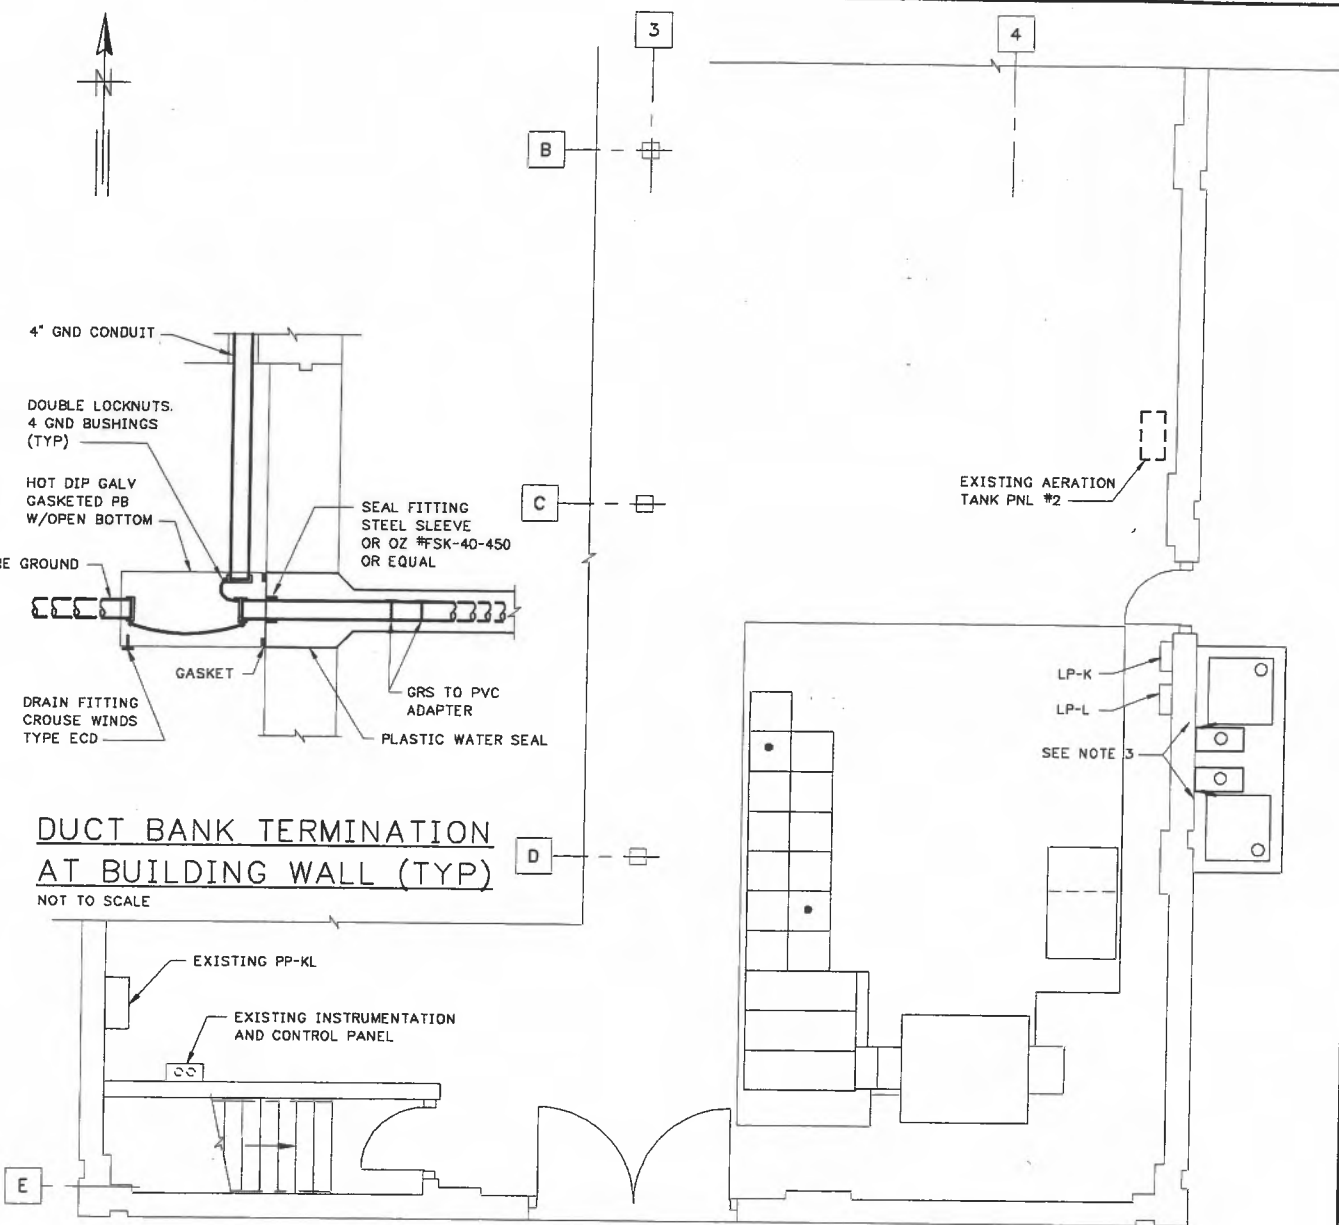 N
3
4
B
4" GND CONDUIT
DOUBLE LOCKNUTS.
4 GND BUSHINGS
(TYP)
HOT DIP GALV
GASKETED PB
W/OPEN BOTTOM
SEAL FITTING
STEEL SLEEVE
OR OZ #FSK-40-450
OR EQUAL
C
EXISTING AERATION
TANK PNL #2
RE GROUND
GASKET
GRS TO PVC
ADAPTER
DRAIN FITTING
CROUSE WINDS
TYPE ECD
PLASTIC WATER SEAL
LP-K
LP-L
SEE NOTE 3
DUCT BANK TERMINATION
AT BUILDING WALL (TYP)
NOT TO SCALE
D
EXISTING PP-KL
EXISTING INSTRUMENTATION
AND CONTROL PANEL
E